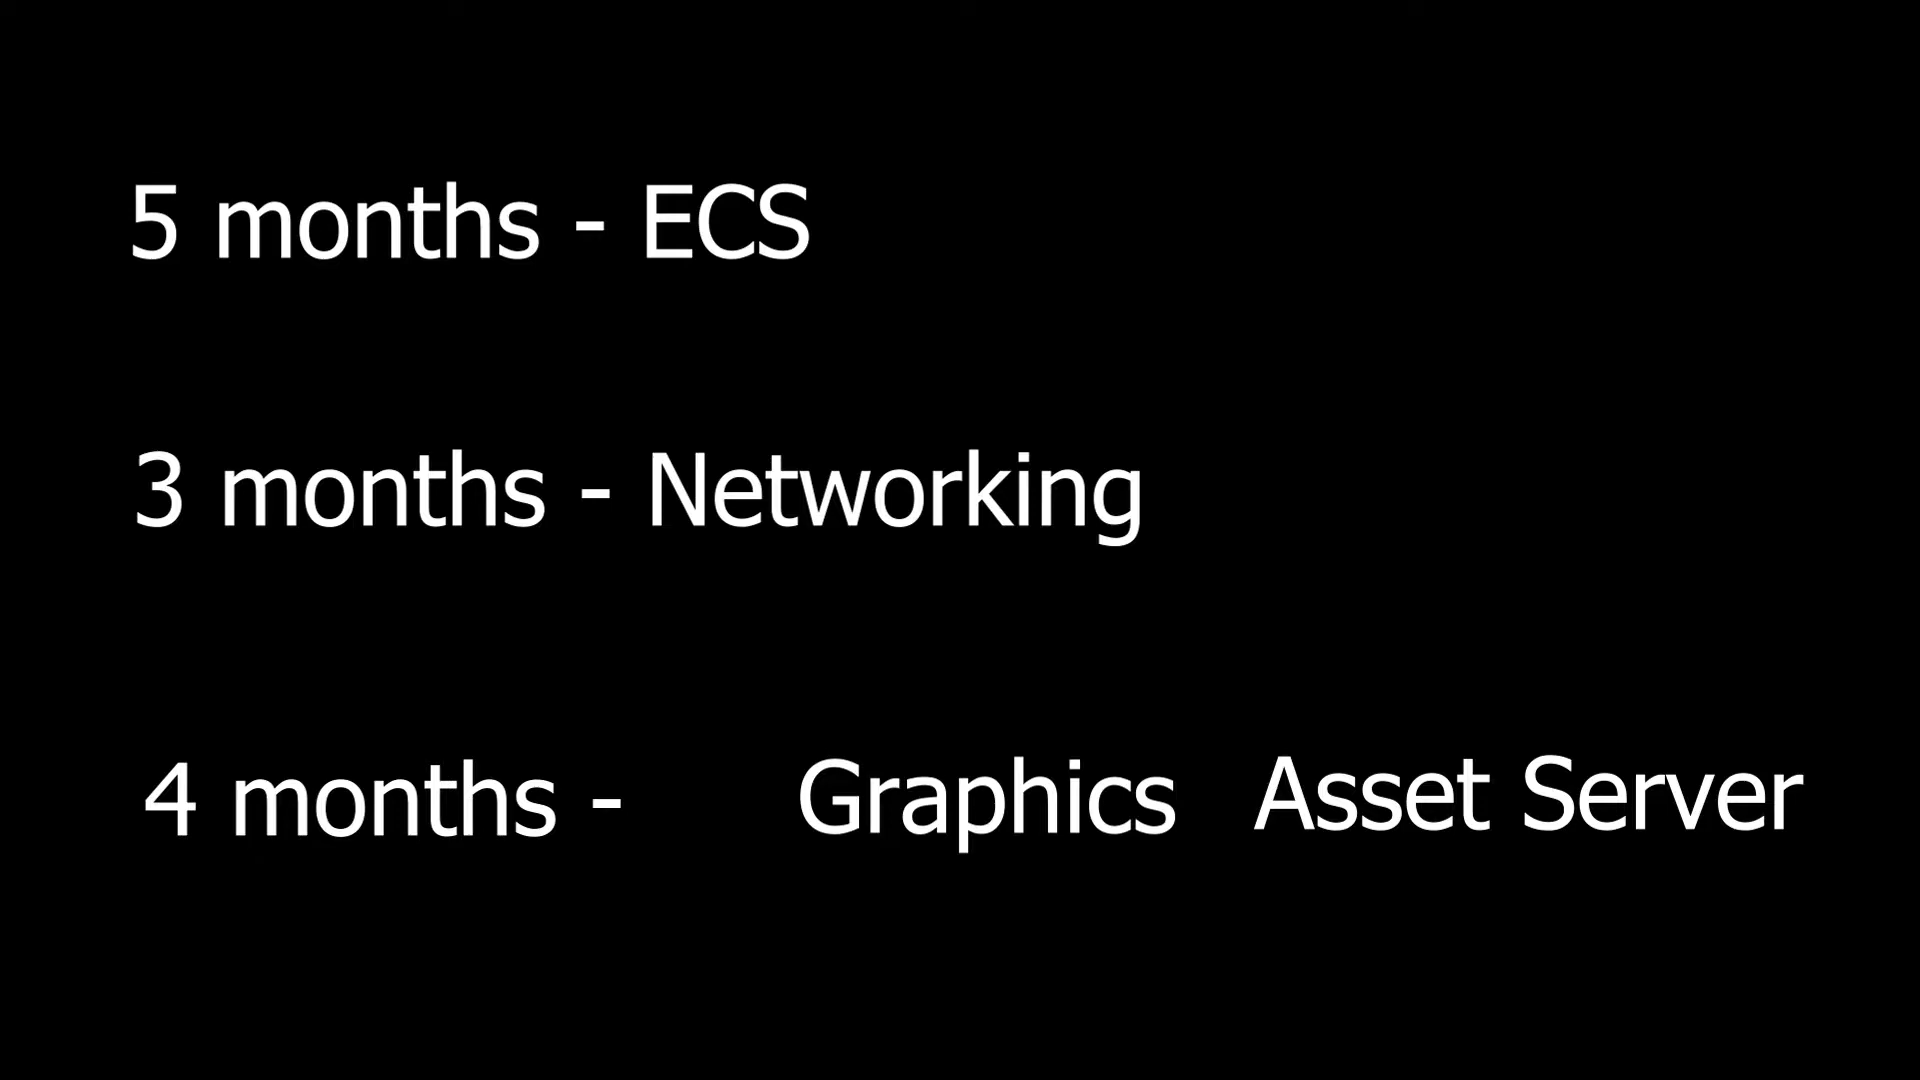 5 months - ECS
3 months - Networking
4 months - Graphics Asset Server